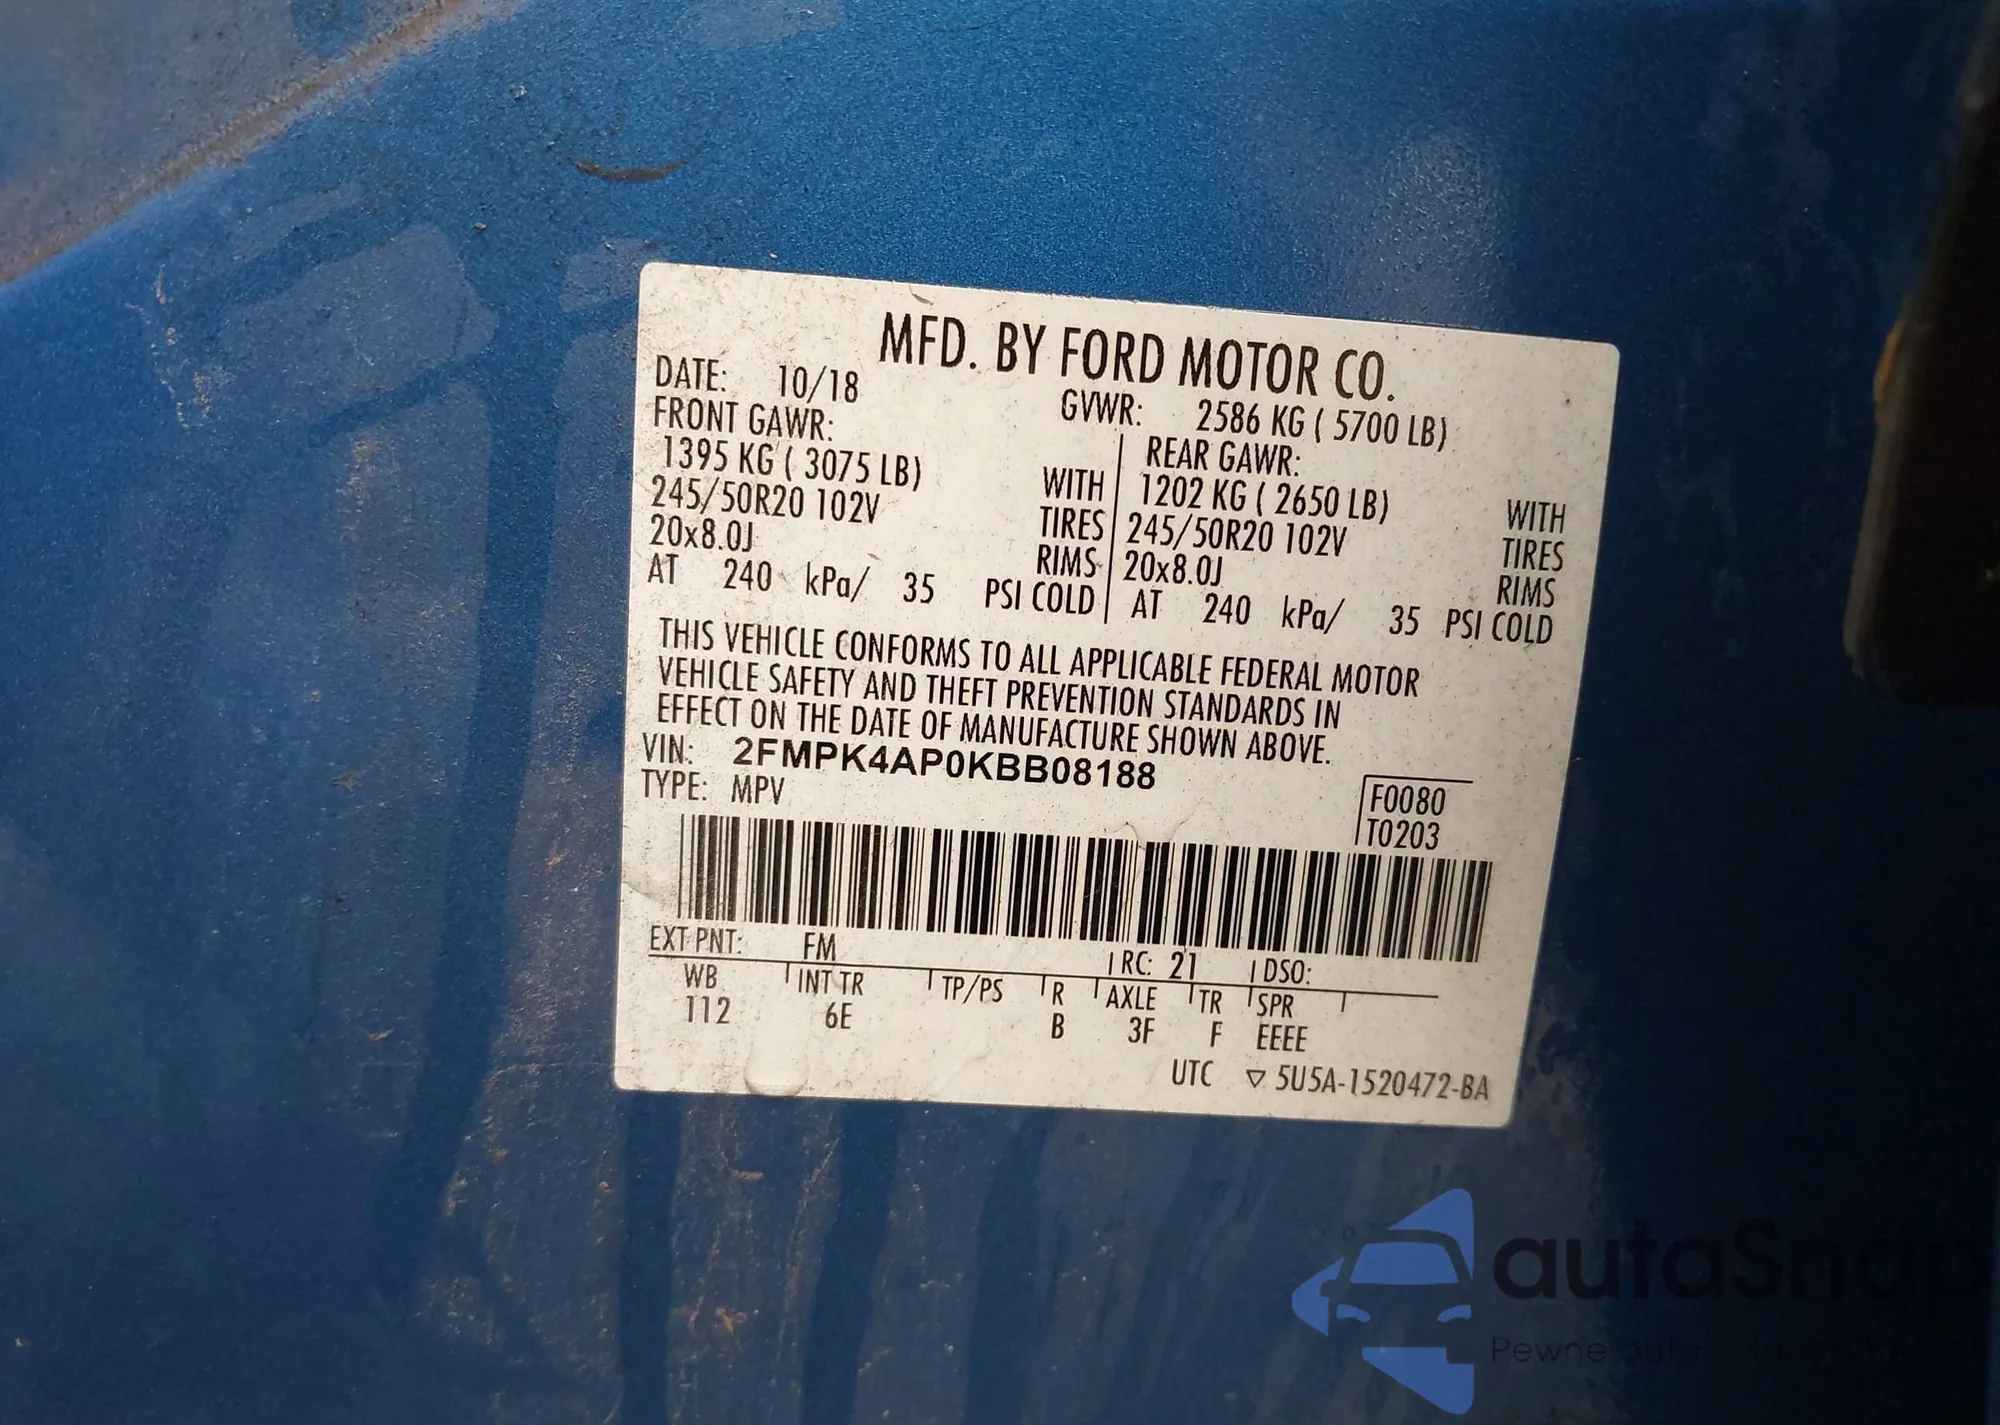 MFD. BY FORD MOTOR CO.
DATE: 10/18 GVWR: 2586 KG ( 5700 LB)
FRONT GAWR: REAR GAWR:
1395 KG ( 3075 LB) WITH 1202 KG ( 2650 LB) WITH
245/50R20 102V TIRES 245/50R20 102V TIRES
20x8.0J RIMS 20x8.0J RIMS
AT 240 kPa/ 35 PSI COLD AT 240 kPa/ 35 PSI COLD
THIS VEHICLE CONFORMS TO ALL APPLICABLE FEDERAL MOTOR
VEHICLE SAFETY AND THEFT PREVENTION STANDARDS IN
EFFECT ON THE DATE OF MANUFACTURE SHOWN ABOVE.
VIN: 2FMPK4AP0KBB08188
TYPE: MPV
F0080
T0203
EXT PNT: FM RC: 21 DSO:
WB INT TR TP/PS R AXLE TR SPR
112 6E B 3F F EEEE
UTC ▽ 5U5A-1520472-BA
autaSnap
Pewne auta